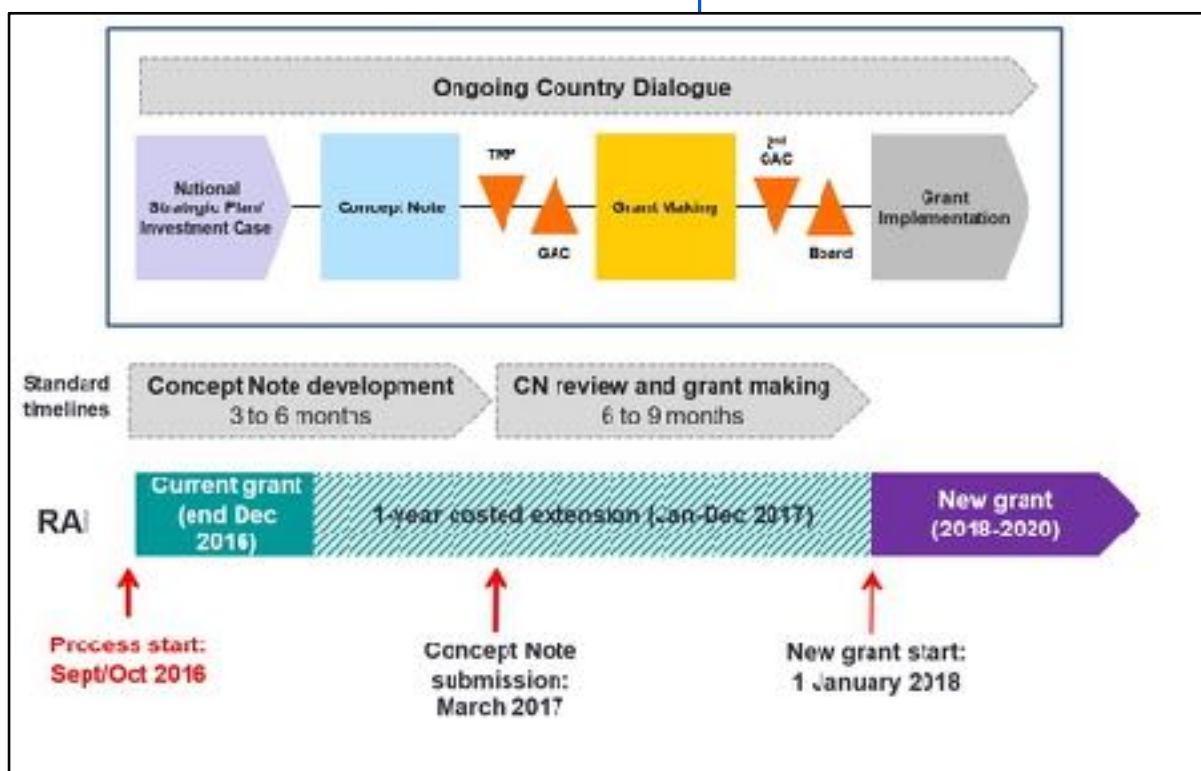 Ongoing Country Dialogue
National
Strategic Plan/
Investment Case
Concept Note
TRP
GAC
Grant Making
2nd
GAC
Board
Grant
Implementation
Standard
timelines
Concept Note development
3 to 6 months
CN review and grant making
6 to 9 months
RAI
Current grant
(end Dec
2016)
1-year costed extension (Jan-Dec 2017)
New grant
(2018-2020)
Process start:
Sept/Oct 2016
Concept Note
submission:
March 2017
New grant start:
1 January 2018